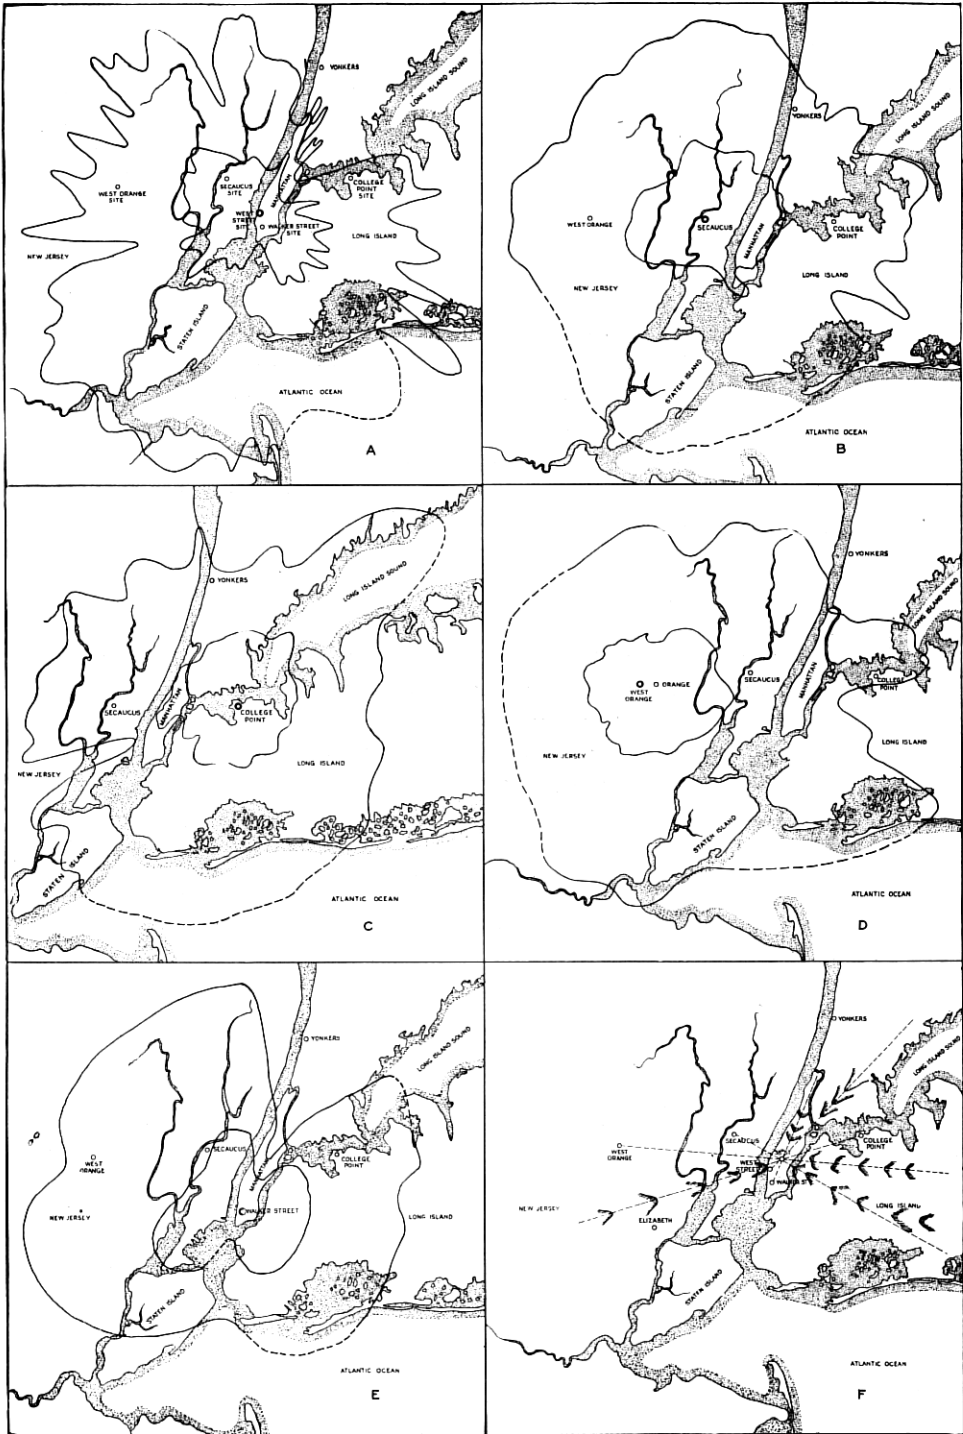 YONKERS
LONG ISLAND SOUND
WEST ORANGE
SITE
SECAUCUS
SITE
MANHATTAN
COLLEGE
POINT
SITE
WEST
STREET
SITE
WALKER STREET
SITE
LONG ISLAND
NEW JERSEY
STATEN ISLAND
ATLANTIC OCEAN
A
YONKERS
LONG ISLAND SOUND
WEST ORANGE
SECAUCUS
MANHATTAN
COLLEGE
POINT
NEW JERSEY
LONG ISLAND
STATEN ISLAND
ATLANTIC OCEAN
B
YONKERS
LONG ISLAND SOUND
SECAUCUS
MANHATTAN
COLLEGE
POINT
NEW JERSEY
LONG ISLAND
STATEN ISLAND
ATLANTIC OCEAN
C
YONKERS
LONG ISLAND SOUND
WEST
ORANGE
ORANGE
SECAUCUS
MANHATTAN
COLLEGE
POINT
NEW JERSEY
LONG ISLAND
STATEN ISLAND
ATLANTIC OCEAN
D
YONKERS
LONG ISLAND SOUND
WEST
ORANGE
SECAUCUS
MANHATTAN
COLLEGE
POINT
NEW JERSEY
WALKER STREET
LONG ISLAND
STATEN ISLAND
ATLANTIC OCEAN
E
YONKERS
LONG ISLAND SOUND
WEST
ORANGE
SECAUCUS
COLLEGE
POINT
WEST
STREET
WALKER ST
NEW JERSEY
ELIZABETH
LONG ISLAND
STATEN ISLAND
ATLANTIC OCEAN
F